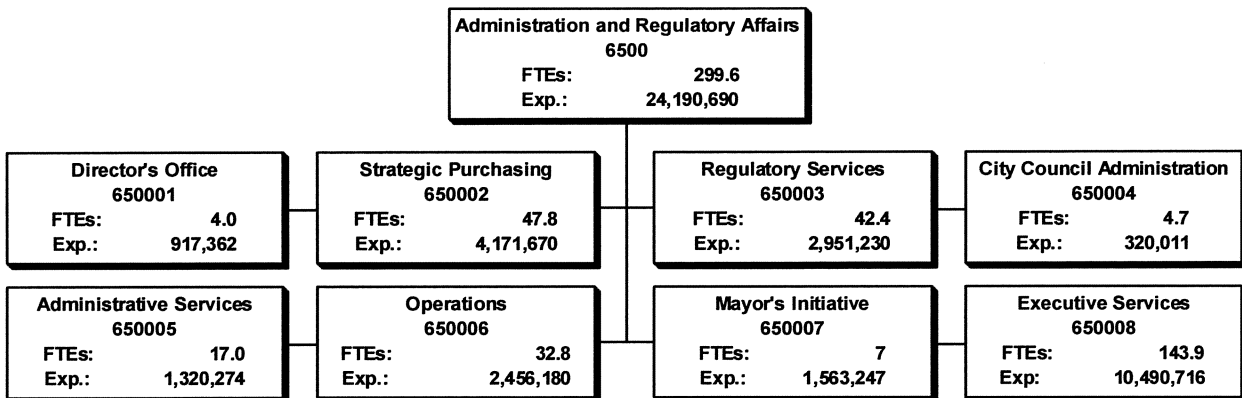 Administration and Regulatory Affairs
6500
FTEs: 299.6
Exp.: 24,190,690
Director's Office
650001
FTEs: 4.0
Exp.: 917,362
Strategic Purchasing
650002
FTEs: 47.8
Exp.: 4,171,670
Regulatory Services
650003
FTEs: 42.4
Exp.: 2,951,230
City Council Administration
650004
FTEs: 4.7
Exp.: 320,011
Administrative Services
650005
FTEs: 17.0
Exp.: 1,320,274
Operations
650006
FTEs: 32.8
Exp.: 2,456,180
Mayor's Initiative
650007
FTEs: 7
Exp.: 1,563,247
Executive Services
650008
FTEs: 143.9
Exp: 10,490,716